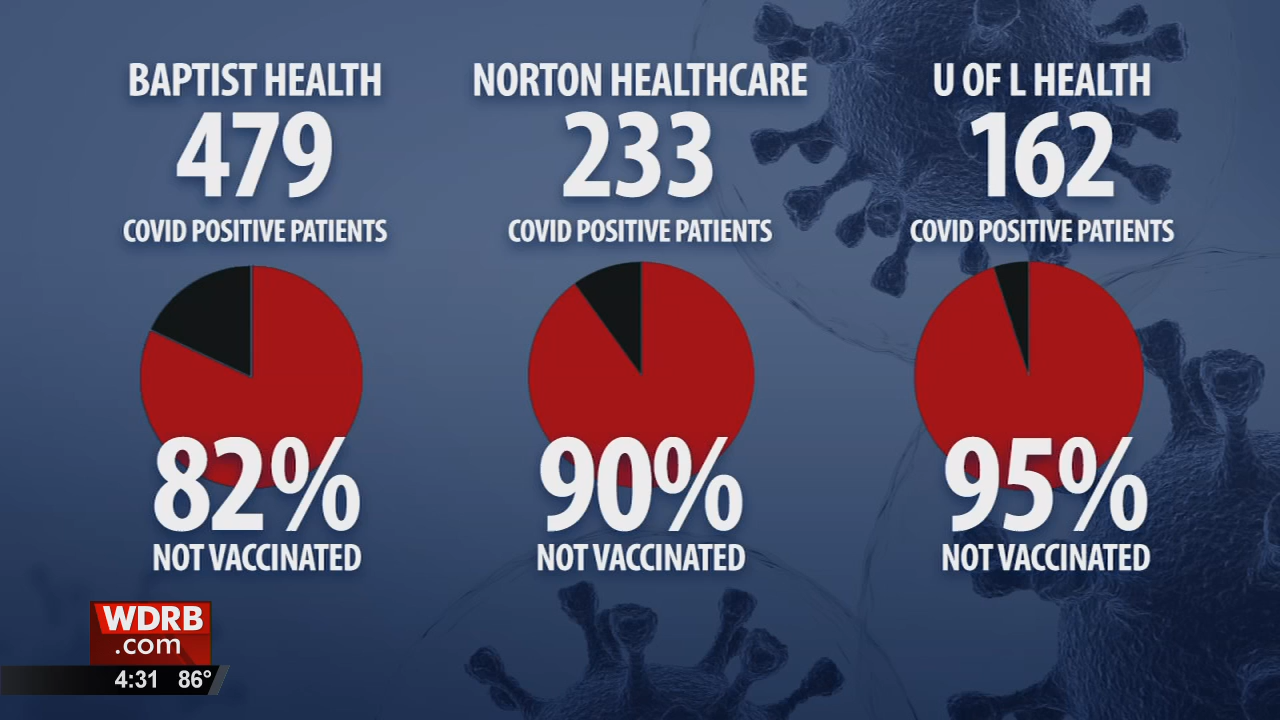 BAPTIST HEALTH
479
COVID POSITIVE PATIENTS
82%
NOT VACCINATED
NORTON HEALTHCARE
233
COVID POSITIVE PATIENTS
90%
NOT VACCINATED
U OF L HEALTH
162
COVID POSITIVE PATIENTS
95%
NOT VACCINATED
WDRB
.com
4:31 86°